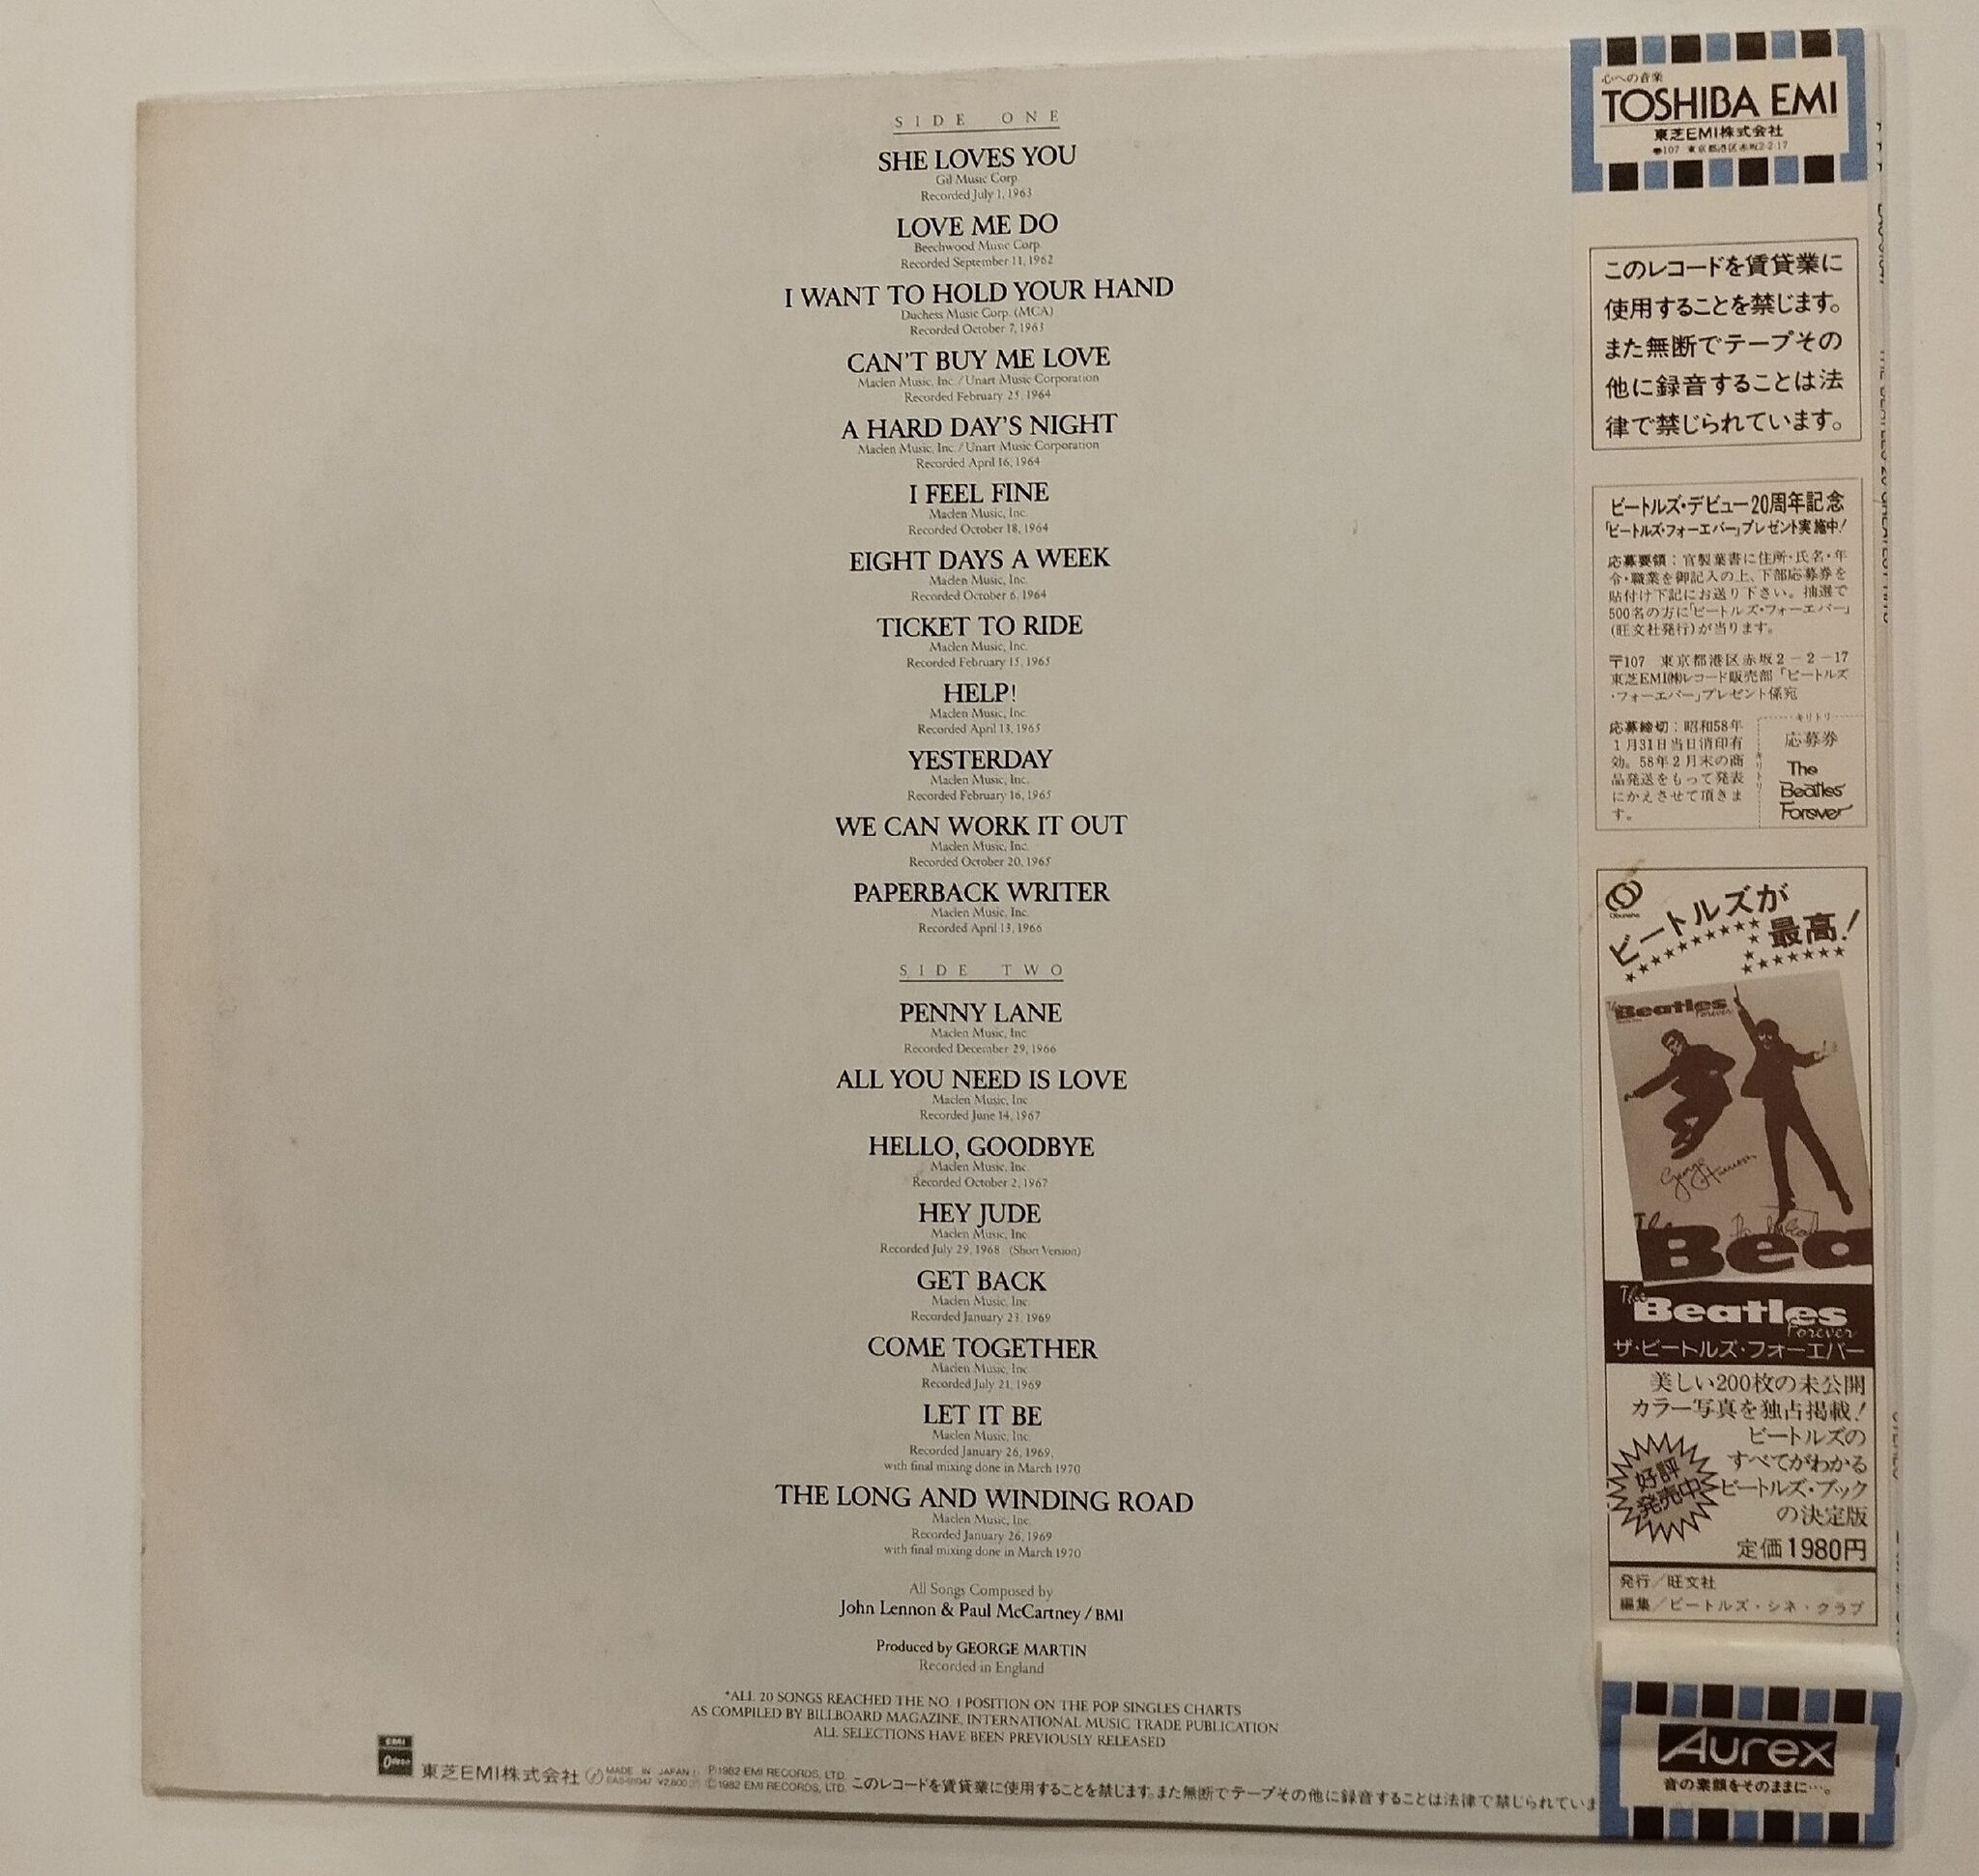 SIDE ONE
SHE LOVES YOU
Gil Music Corp.
Recorded July 1, 1963
LOVE ME DO
Beechwood Music Corp.
Recorded September 11, 1962
I WANT TO HOLD YOUR HAND
Duchess Music Corp. (MCA)
Recorded October 7, 1963
CAN'T BUY ME LOVE
Maclen Music, Inc. / Unart Music Corporation
Recorded February 25, 1964
A HARD DAY'S NIGHT
Maclen Music, Inc. / Unart Music Corporation
Recorded April 16, 1964
I FEEL FINE
Maclen Music, Inc.
Recorded October 18, 1964
EIGHT DAYS A WEEK
Maclen Music, Inc.
Recorded October 6, 1964
TICKET TO RIDE
Maclen Music, Inc.
Recorded February 15, 1965
HELP!
Maclen Music, Inc.
Recorded April 13, 1965
YESTERDAY
Maclen Music, Inc.
Recorded February 16, 1965
WE CAN WORK IT OUT
Maclen Music, Inc.
Recorded October 20, 1965
PAPERBACK WRITER
Maclen Music, Inc.
Recorded April 13, 1966
SIDE TWO
PENNY LANE
Maclen Music, Inc.
Recorded December 29, 1966
ALL YOU NEED IS LOVE
Maclen Music, Inc
Recorded June 14, 1967
HELLO, GOODBYE
Maclen Music, Inc.
Recorded October 2, 1967
HEY JUDE
Maclen Music, Inc.
Recorded July 29, 1968 (Short Version)
GET BACK
Maclen Music, Inc.
Recorded January 23, 1969
COME TOGETHER
Maclen Music, Inc
Recorded July 21, 1969
LET IT BE
Maclen Music, Inc.
Recorded January 26, 1969,
with final mixing done in March 1970
THE LONG AND WINDING ROAD
Maclen Music, Inc.
Recorded January 26, 1969
with final mixing done in March 1970
All Songs Composed by
John Lennon & Paul McCartney / BMI
Produced by GEORGE MARTIN
Recorded in England
*ALL 20 SONGS REACHED THE NO. 1 POSITION ON THE POP SINGLES CHARTS
AS COMPILED BY BILLBOARD MAGAZINE, INTERNATIONAL MUSIC TRADE PUBLICATION
ALL SELECTIONS HAVE BEEN PREVIOUSLY RELEASED
EMI
Odeon
東芝EMI株式会社
MADE IN JAPAN
¥2,800
Ⓟ1982 EMI RECORDS, LTD.
Ⓒ1982 EMI RECORDS, LTD.
このレコードを賃貸業に使用することを禁じます。また無断でテープその他に録音することは法律で禁じられていま
心への音楽
TOSHIBA EMI
東芝EMI株式会社
〒107 東京都港区赤坂2-2-17
このレコードを賃貸業に
使用することを禁じます。
また無断でテープその
他に録音することは法
律で禁じられています。
ビートルズ・デビュー20周年記念
「ビートルズ・フォーエバー」プレゼント実施中!
応募要領：官製葉書に住所・氏名・年
令・職業を御記入の上、下部応募券を
貼付け下記にお送り下さい。抽選で
500名の方に「ビートルズ・フォーエバー」
(旺文社発行)が当ります。
〒107 東京都港区赤坂2－2－17
東芝EMI㈱レコード販売部「ビートルズ
・フォーエバー」プレゼント係宛
応募締切：昭和58年
1月31日当日消印有
効。58年2月末の商
品発送をもって発表
にかえさせて頂きま
す。
キリトリ
キリトリ
応募券
The
Beatles
Forever
Obunsha
ビートルズが
最高!
The Beatles
Forever
George Harrison
The
Bea
The
Beatles
Forever
ザ・ビートルズ・フォーエバー
美しい200枚の未公開
カラー写真を独占掲載!
ビートルズの
すべてがわかる
ビートルズ・ブック
の決定版
好評
発売中
定価1980円
発行／旺文社
編集／ビートルズ・シネ・クラブ
Aurex
音の素顔をそのままに…。